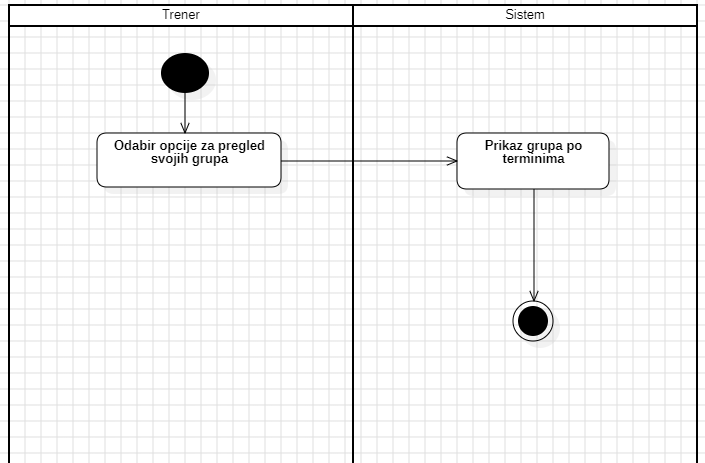 Trener
Sistem
Odabir opcije za pregled
svojih grupa
Prikaz grupa po
terminima